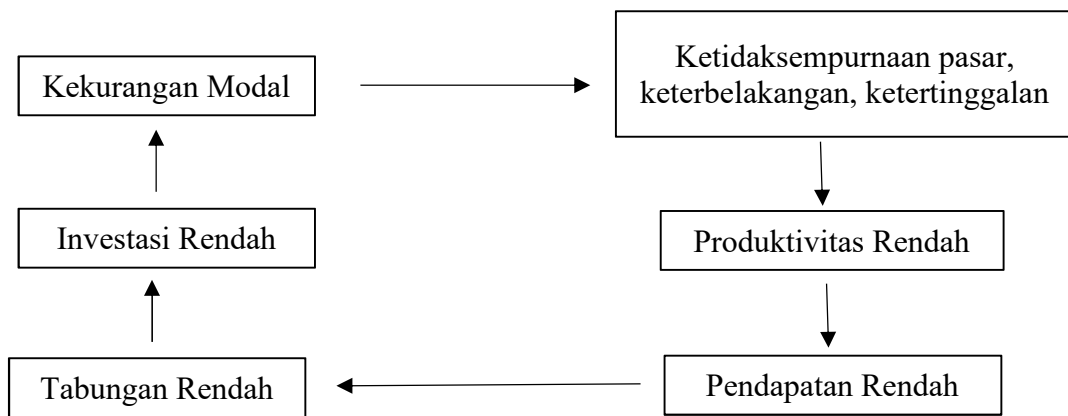 Kekurangan Modal
Ketidaksempurnaan pasar,
keterbelakangan, ketertinggalan
Investasi Rendah
Produktivitas Rendah
Tabungan Rendah
Pendapatan Rendah